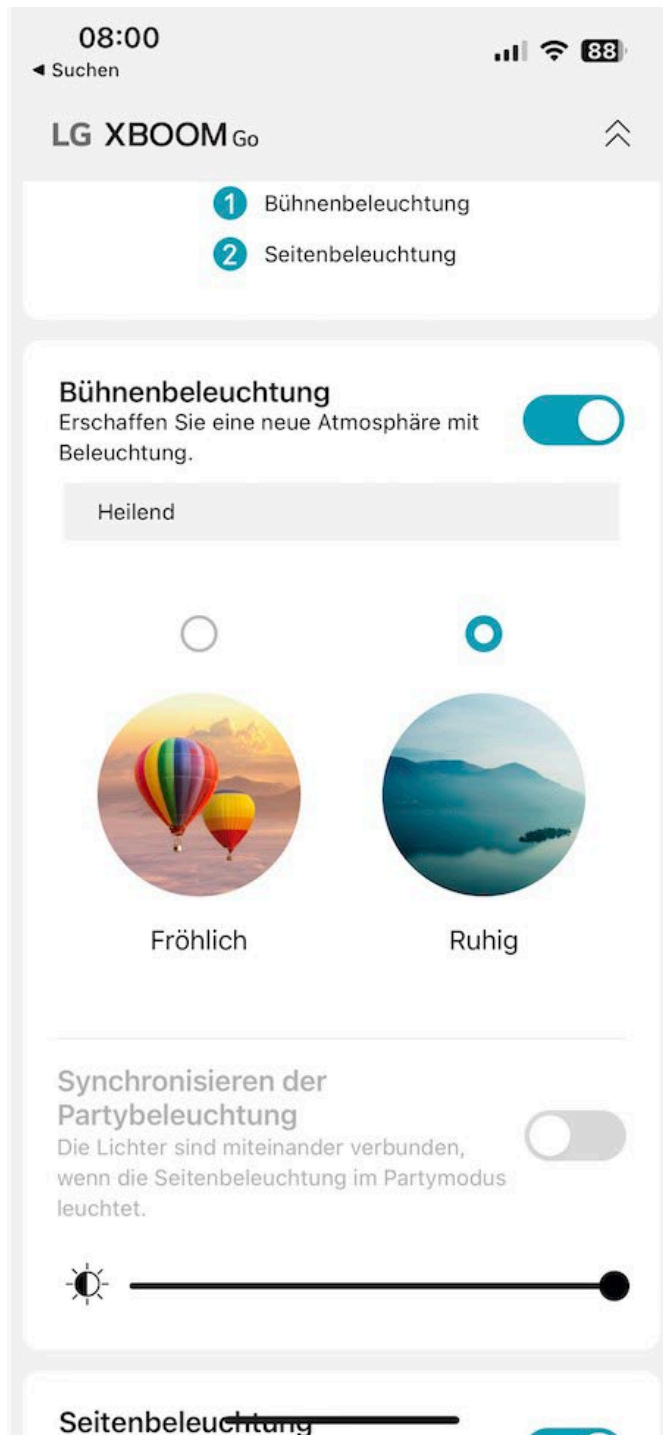 08:00
88
◄ Suchen
LG XBOOM Go
1 Bühnenbeleuchtung
2 Seitenbeleuchtung
Bühnenbeleuchtung
Erschaffen Sie eine neue Atmosphäre mit
Beleuchtung.
Heilend
Fröhlich
Ruhig
Synchronisieren der
Partybeleuchtung
Die Lichter sind miteinander verbunden,
wenn die Seitenbeleuchtung im Partymodus
leuchtet.
Seitenbeleuchtung